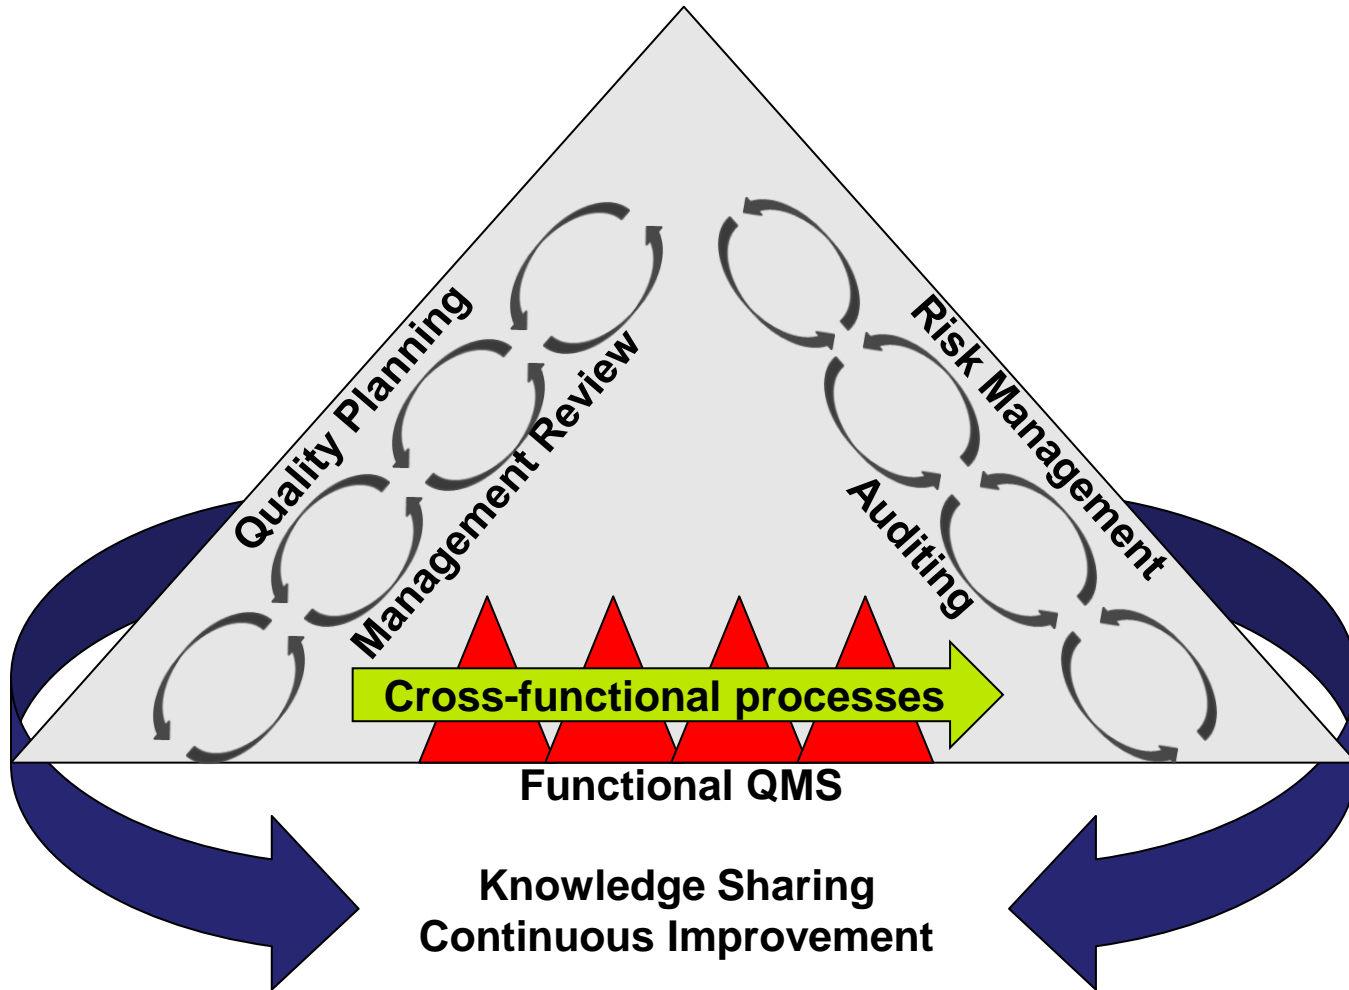 Quality Planning
Management Review
Risk Management
Auditing
Cross-functional processes
Functional QMS
Knowledge Sharing
Continuous Improvement